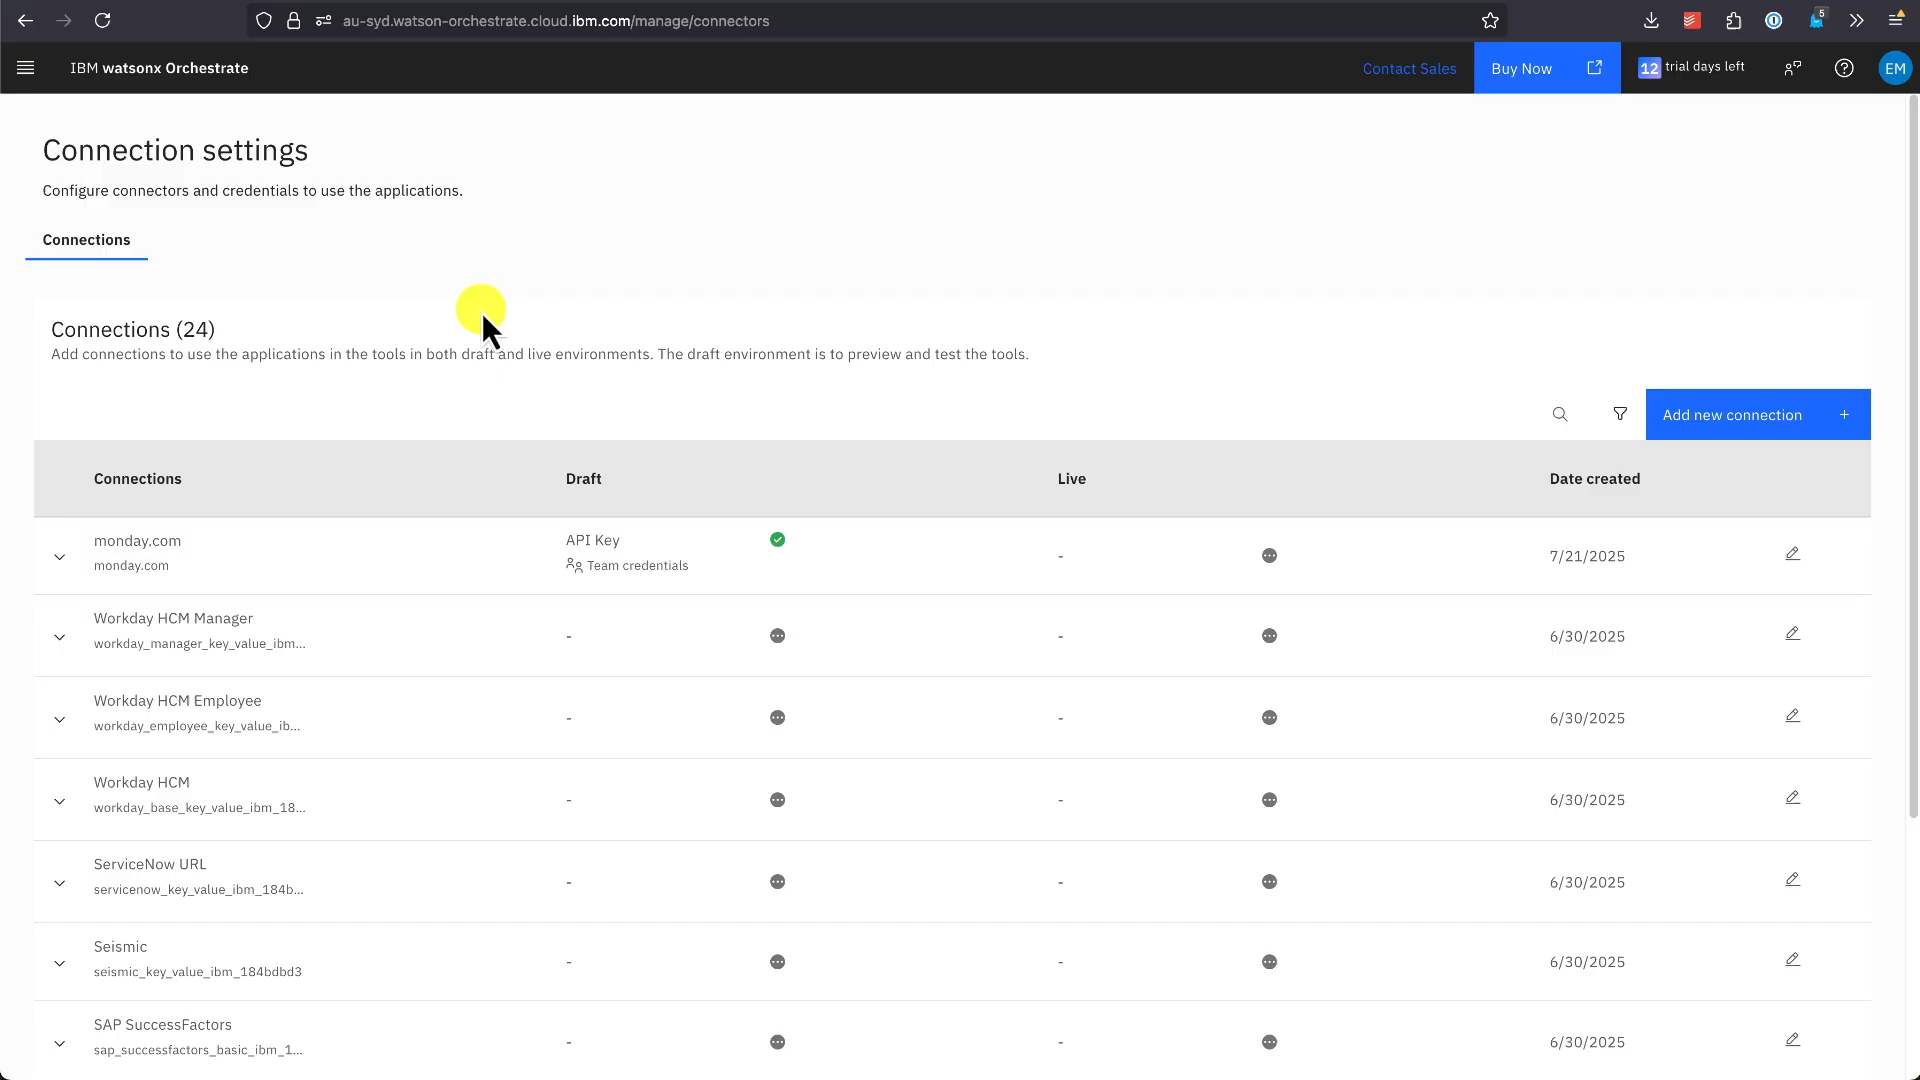 au-syd.watson-orchestrate.cloud.ibm.com/manage/connectors
5
IBM watsonx Orchestrate
Contact Sales
Buy Now
12 trial days left
EM
Connection settings
Configure connectors and credentials to use the applications.
Connections
Connections (24)
Add connections to use the applications in the tools in both draft and live environments. The draft environment is to preview and test the tools.
Add new connection +
Connections Draft Live Date created
monday.com
monday.com
API Key
Team credentials
-
7/21/2025
Workday HCM Manager
workday_manager_key_value_ibm...
- - 6/30/2025
Workday HCM Employee
workday_employee_key_value_ib...
- - 6/30/2025
Workday HCM
workday_base_key_value_ibm_18...
- - 6/30/2025
ServiceNow URL
servicenow_key_value_ibm_184b...
- - 6/30/2025
Seismic
seismic_key_value_ibm_184bdbd3
- - 6/30/2025
SAP SuccessFactors
sap_successfactors_basic_ibm_1...
- - 6/30/2025